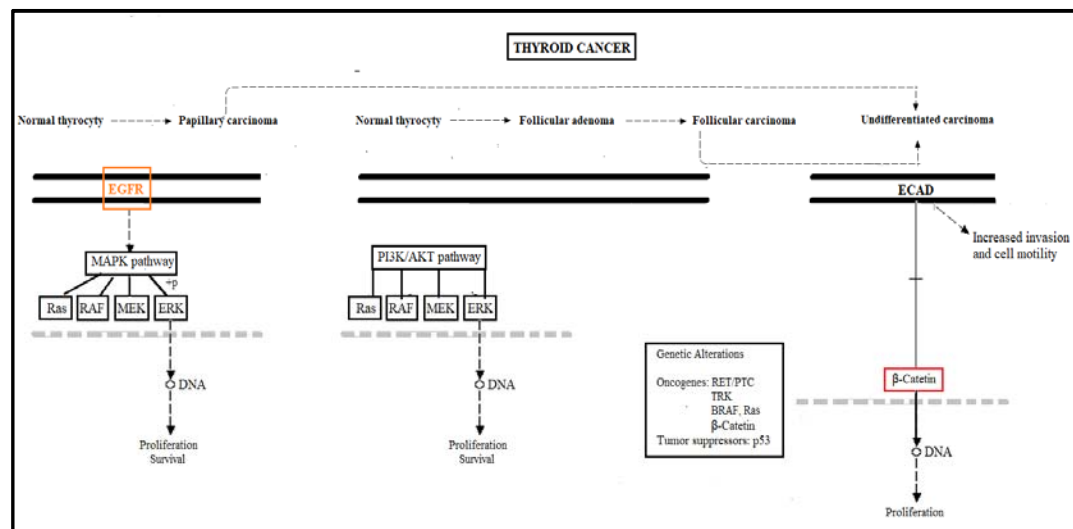 THYROID CANCER
Normal thyrocyty
Papillary carcinoma
Normal thyrocyty
Follicular adenoma
Follicular carcinoma
Undifferentiated carcinoma
EGFR
ECAD
Increased invasion
and cell motility
MAPK pathway
+p
Ras
RAF
MEK
ERK
PI3K/AKT pathway
Ras
RAF
MEK
ERK
DNA
DNA
Proliferation
Survival
Proliferation
Survival
Genetic Alterations
Oncogenes: RET/PTC
TRK
BRAF, Ras
β-Catetin
Tumor suppressors: p53
β-Catetin
DNA
Proliferation